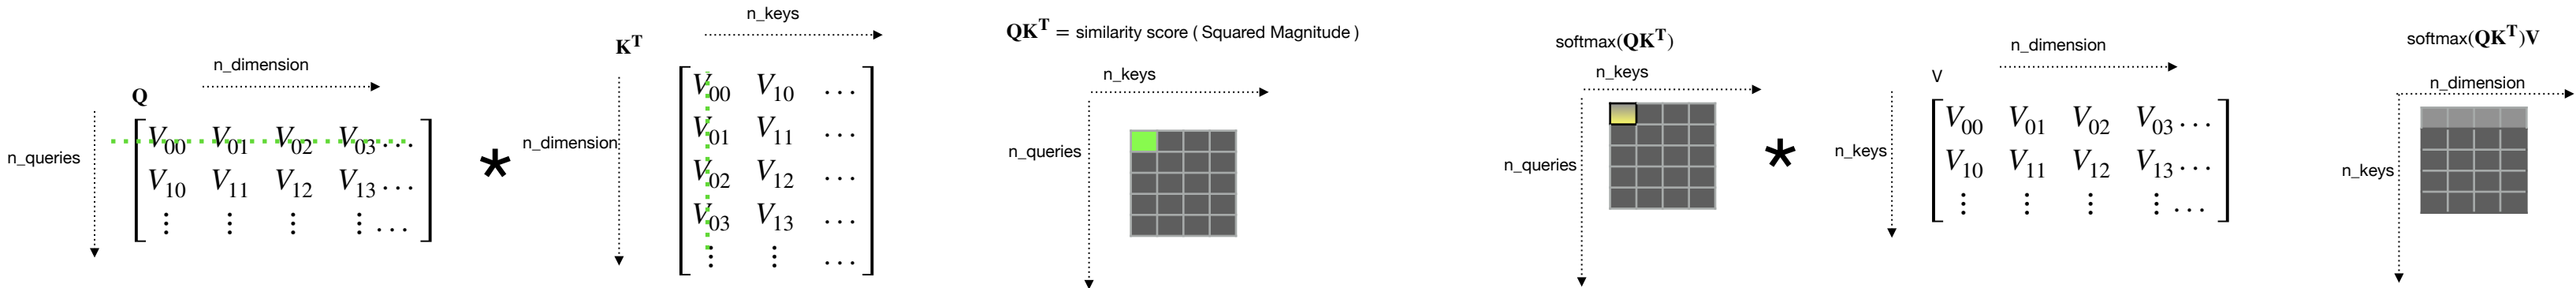 Q
n_dimension
n_queries
V00 V01 V02 V03 ...
V10 V11 V12 V13 ...
⋮ ⋮ ⋮ ⋮ ...
*
K^T
n_keys
n_dimension
V00 V10 ...
V01 V11 ...
V02 V12 ...
V03 V13 ...
⋮ ⋮ ...
QK^T = similarity score ( Squared Magnitude )
n_keys
n_queries
softmax(QK^T)
n_keys
n_queries
*
V
n_dimension
n_keys
V00 V01 V02 V03 ...
V10 V11 V12 V13 ...
⋮ ⋮ ⋮ ⋮ ...
softmax(QK^T)V
n_dimension
n_keys